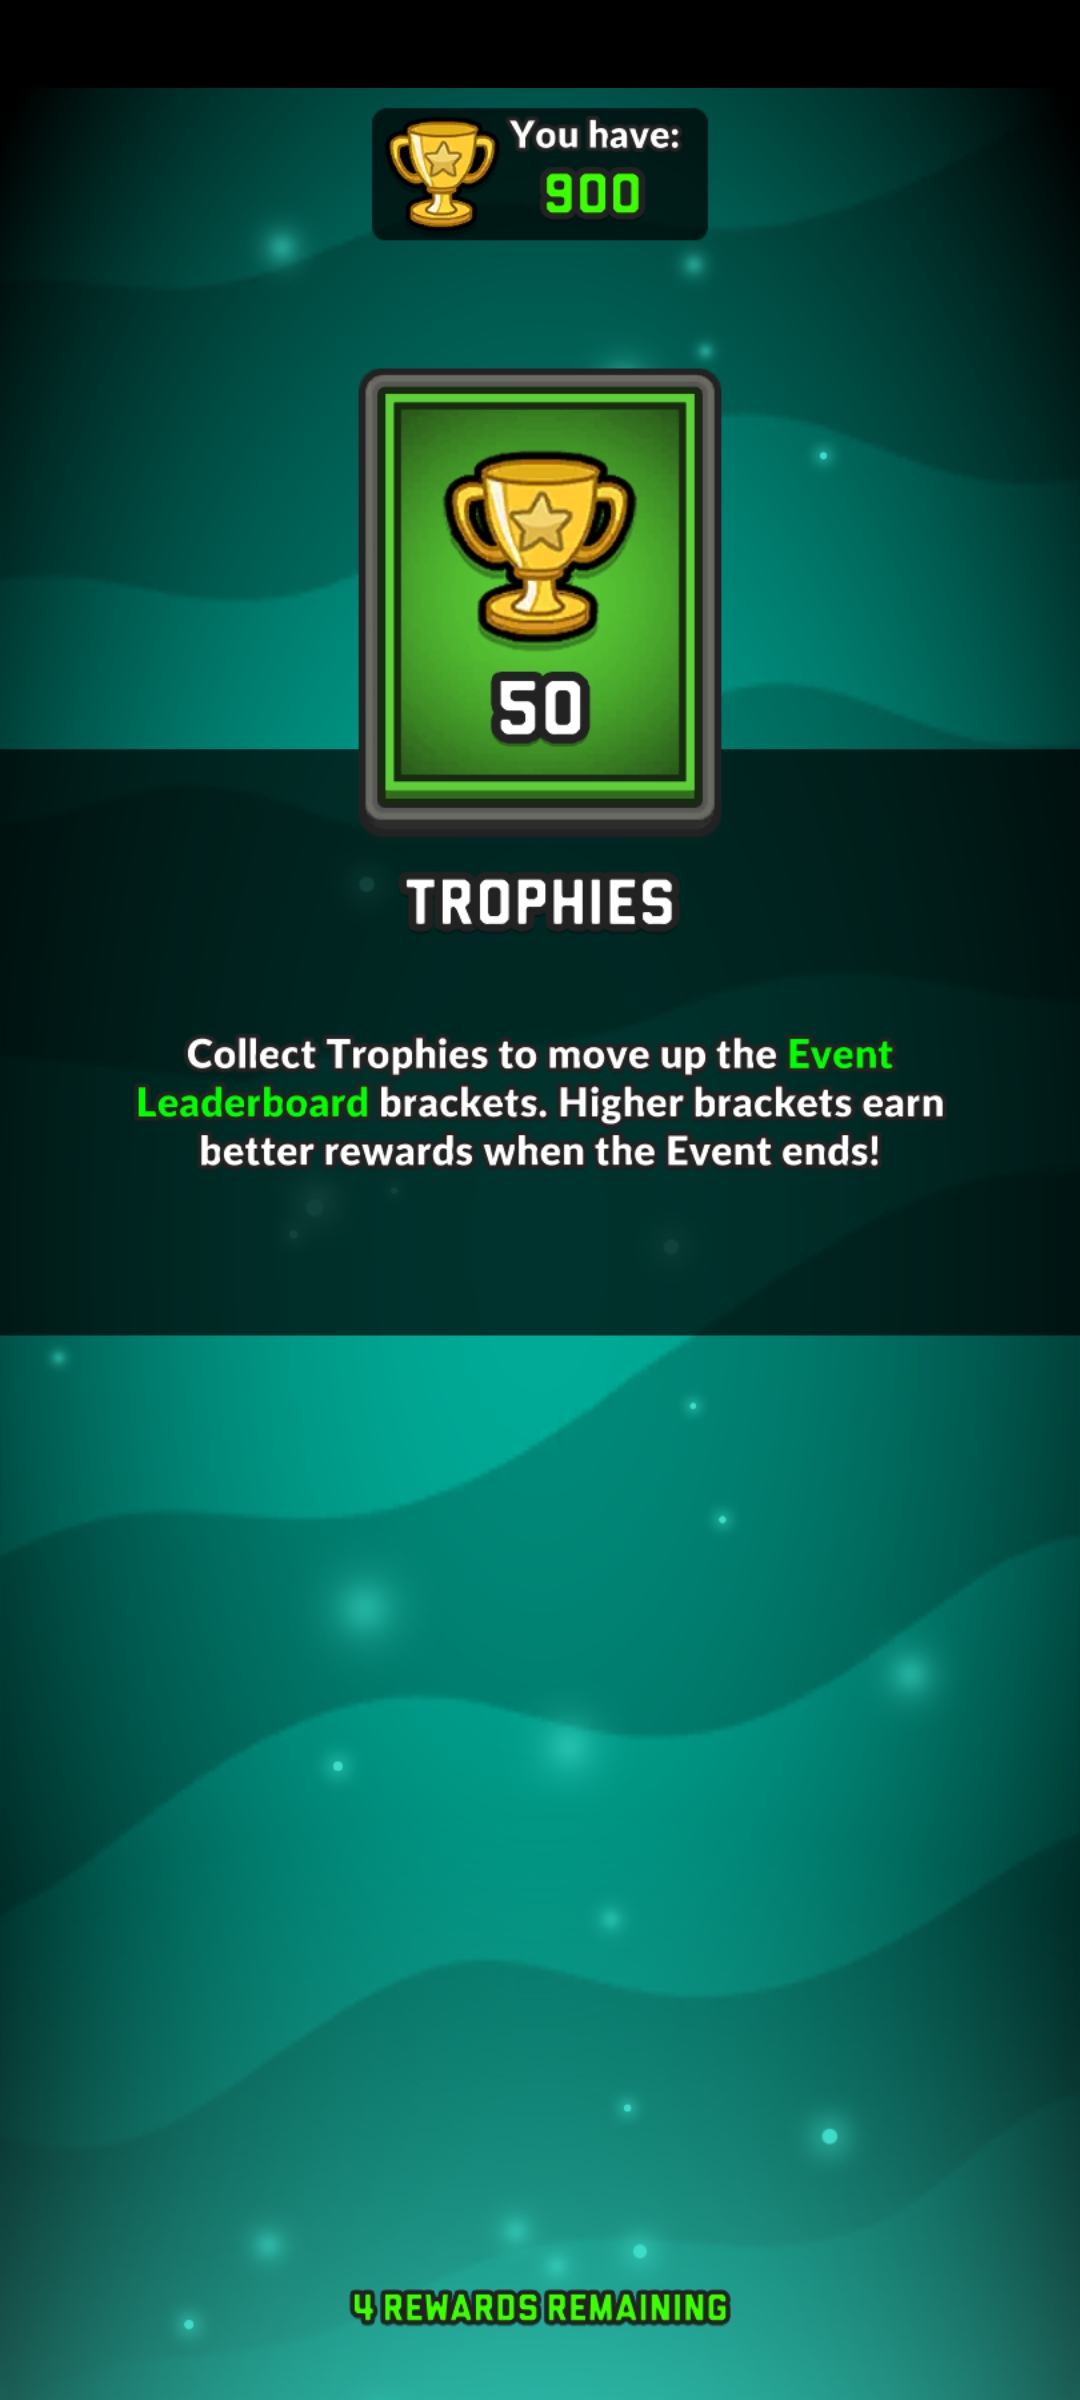 You have:
900
50
TROPHIES
Collect Trophies to move up the Event
Leaderboard brackets. Higher brackets earn
better rewards when the Event ends!
4 REWARDS REMAINING